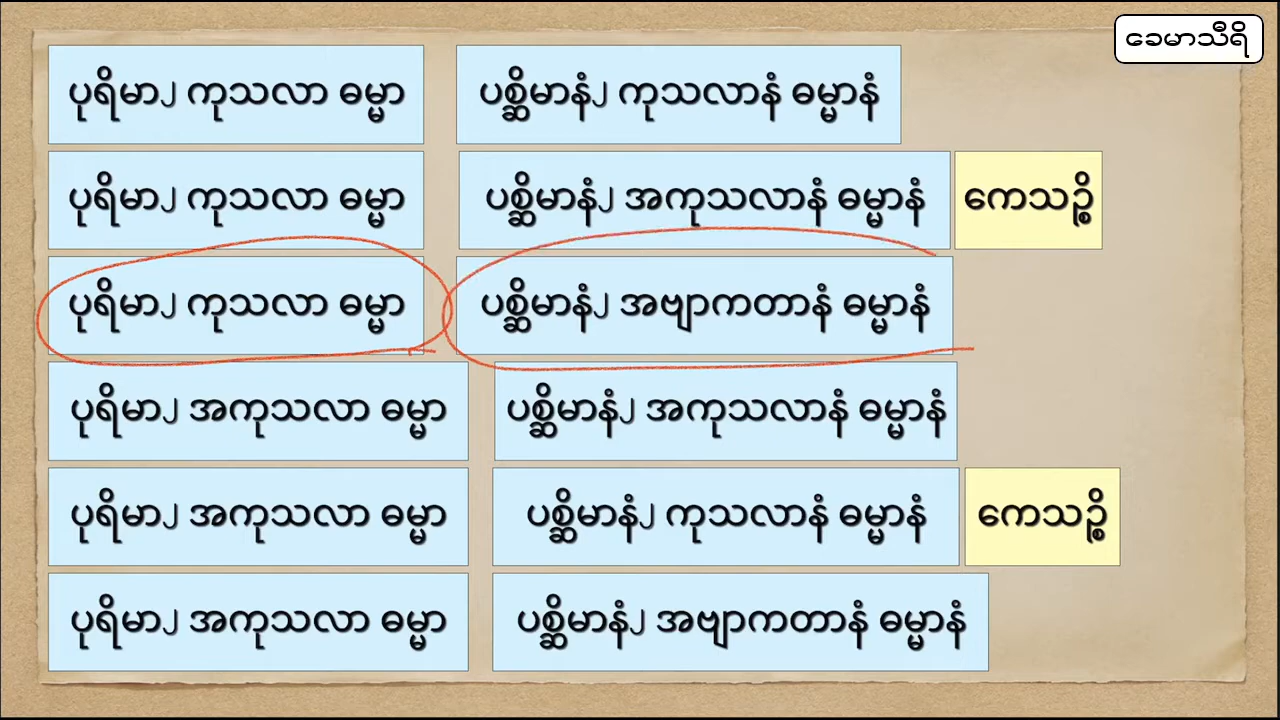 ခေမာသီရိ
ပုရိမာ၂ ကုသလာ ဓမ္မာ ပစ္ဆိမာနံ၂ ကုသလာနံ ဓမ္မာနံ
ပုရိမာ၂ ကုသလာ ဓမ္မာ ပစ္ဆိမာနံ၂ အကုသလာနံ ဓမ္မာနံ ကေသဉ္စိ
ပုရိမာ၂ ကုသလာ ဓမ္မာ ပစ္ဆိမာနံ၂ အဗျာကတာနံ ဓမ္မာနံ
ပုရိမာ၂ အကုသလာ ဓမ္မာ ပစ္ဆိမာနံ၂ အကုသလာနံ ဓမ္မာနံ
ပုရိမာ၂ အကုသလာ ဓမ္မာ ပစ္ဆိမာနံ၂ ကုသလာနံ ဓမ္မာနံ ကေသဉ္စိ
ပုရိမာ၂ အကုသလာ ဓမ္မာ ပစ္ဆိမာနံ၂ အဗျာကတာနံ ဓမ္မာနံ